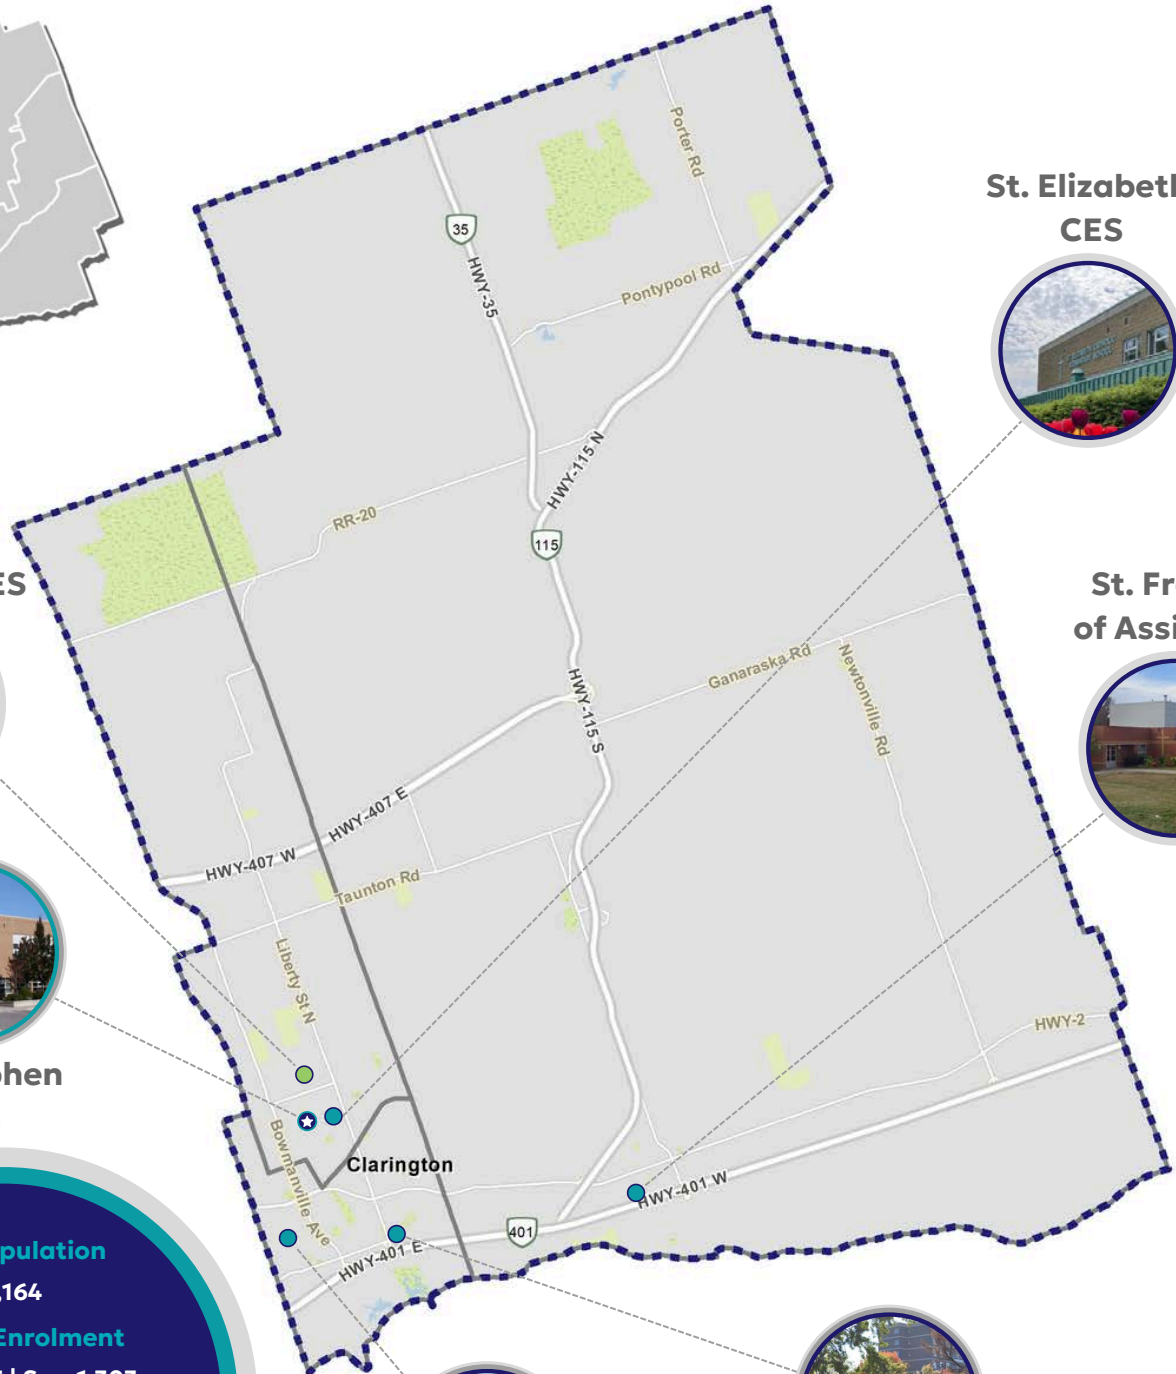 St. Elizabeth
CES
Porter Rd
35
HWY-35
Pontypool Rd
HWY-115 N
RR-20
115
ES
St. Fr
of Assi
Ganaraska Rd
Newtonville Rd
HWY-115 S
HWY-407 E
HWY-407 W
Taunton Rd
Liberty St N
HWY-2
phen
Bowmanville Ave
Clarington
HWY-401 W
401
HWY-401 E
pulation
,164
Enrolment